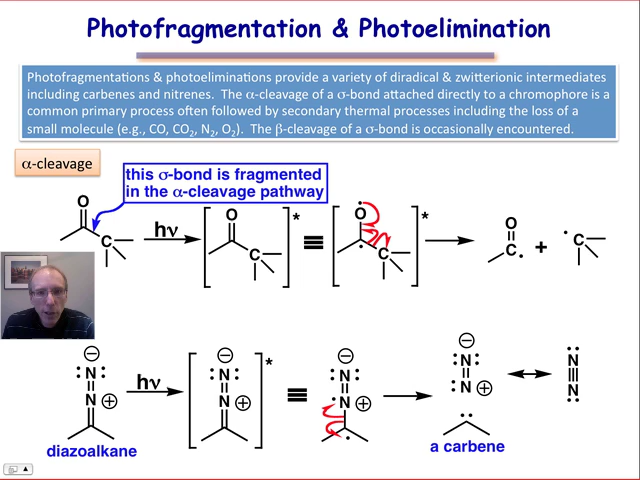 Photofragmentation & Photoelimination
Photofragmentations & photoeliminations provide a variety of diradical & zwitterionic intermediates
including carbenes and nitrenes. The α-cleavage of a σ-bond attached directly to a chromophore is a
common primary process often followed by secondary thermal processes including the loss of a
small molecule (e.g., CO, CO₂, N₂, O₂). The β-cleavage of a σ-bond is occasionally encountered.
α-cleavage
this σ-bond is fragmented
in the α-cleavage pathway
O
C
hν
O
C
*
≡
O
C
*
O
C
+
C
N
N
hν
N
N
*
≡
N
N
N
N
N
N
diazoalkane
a carbene